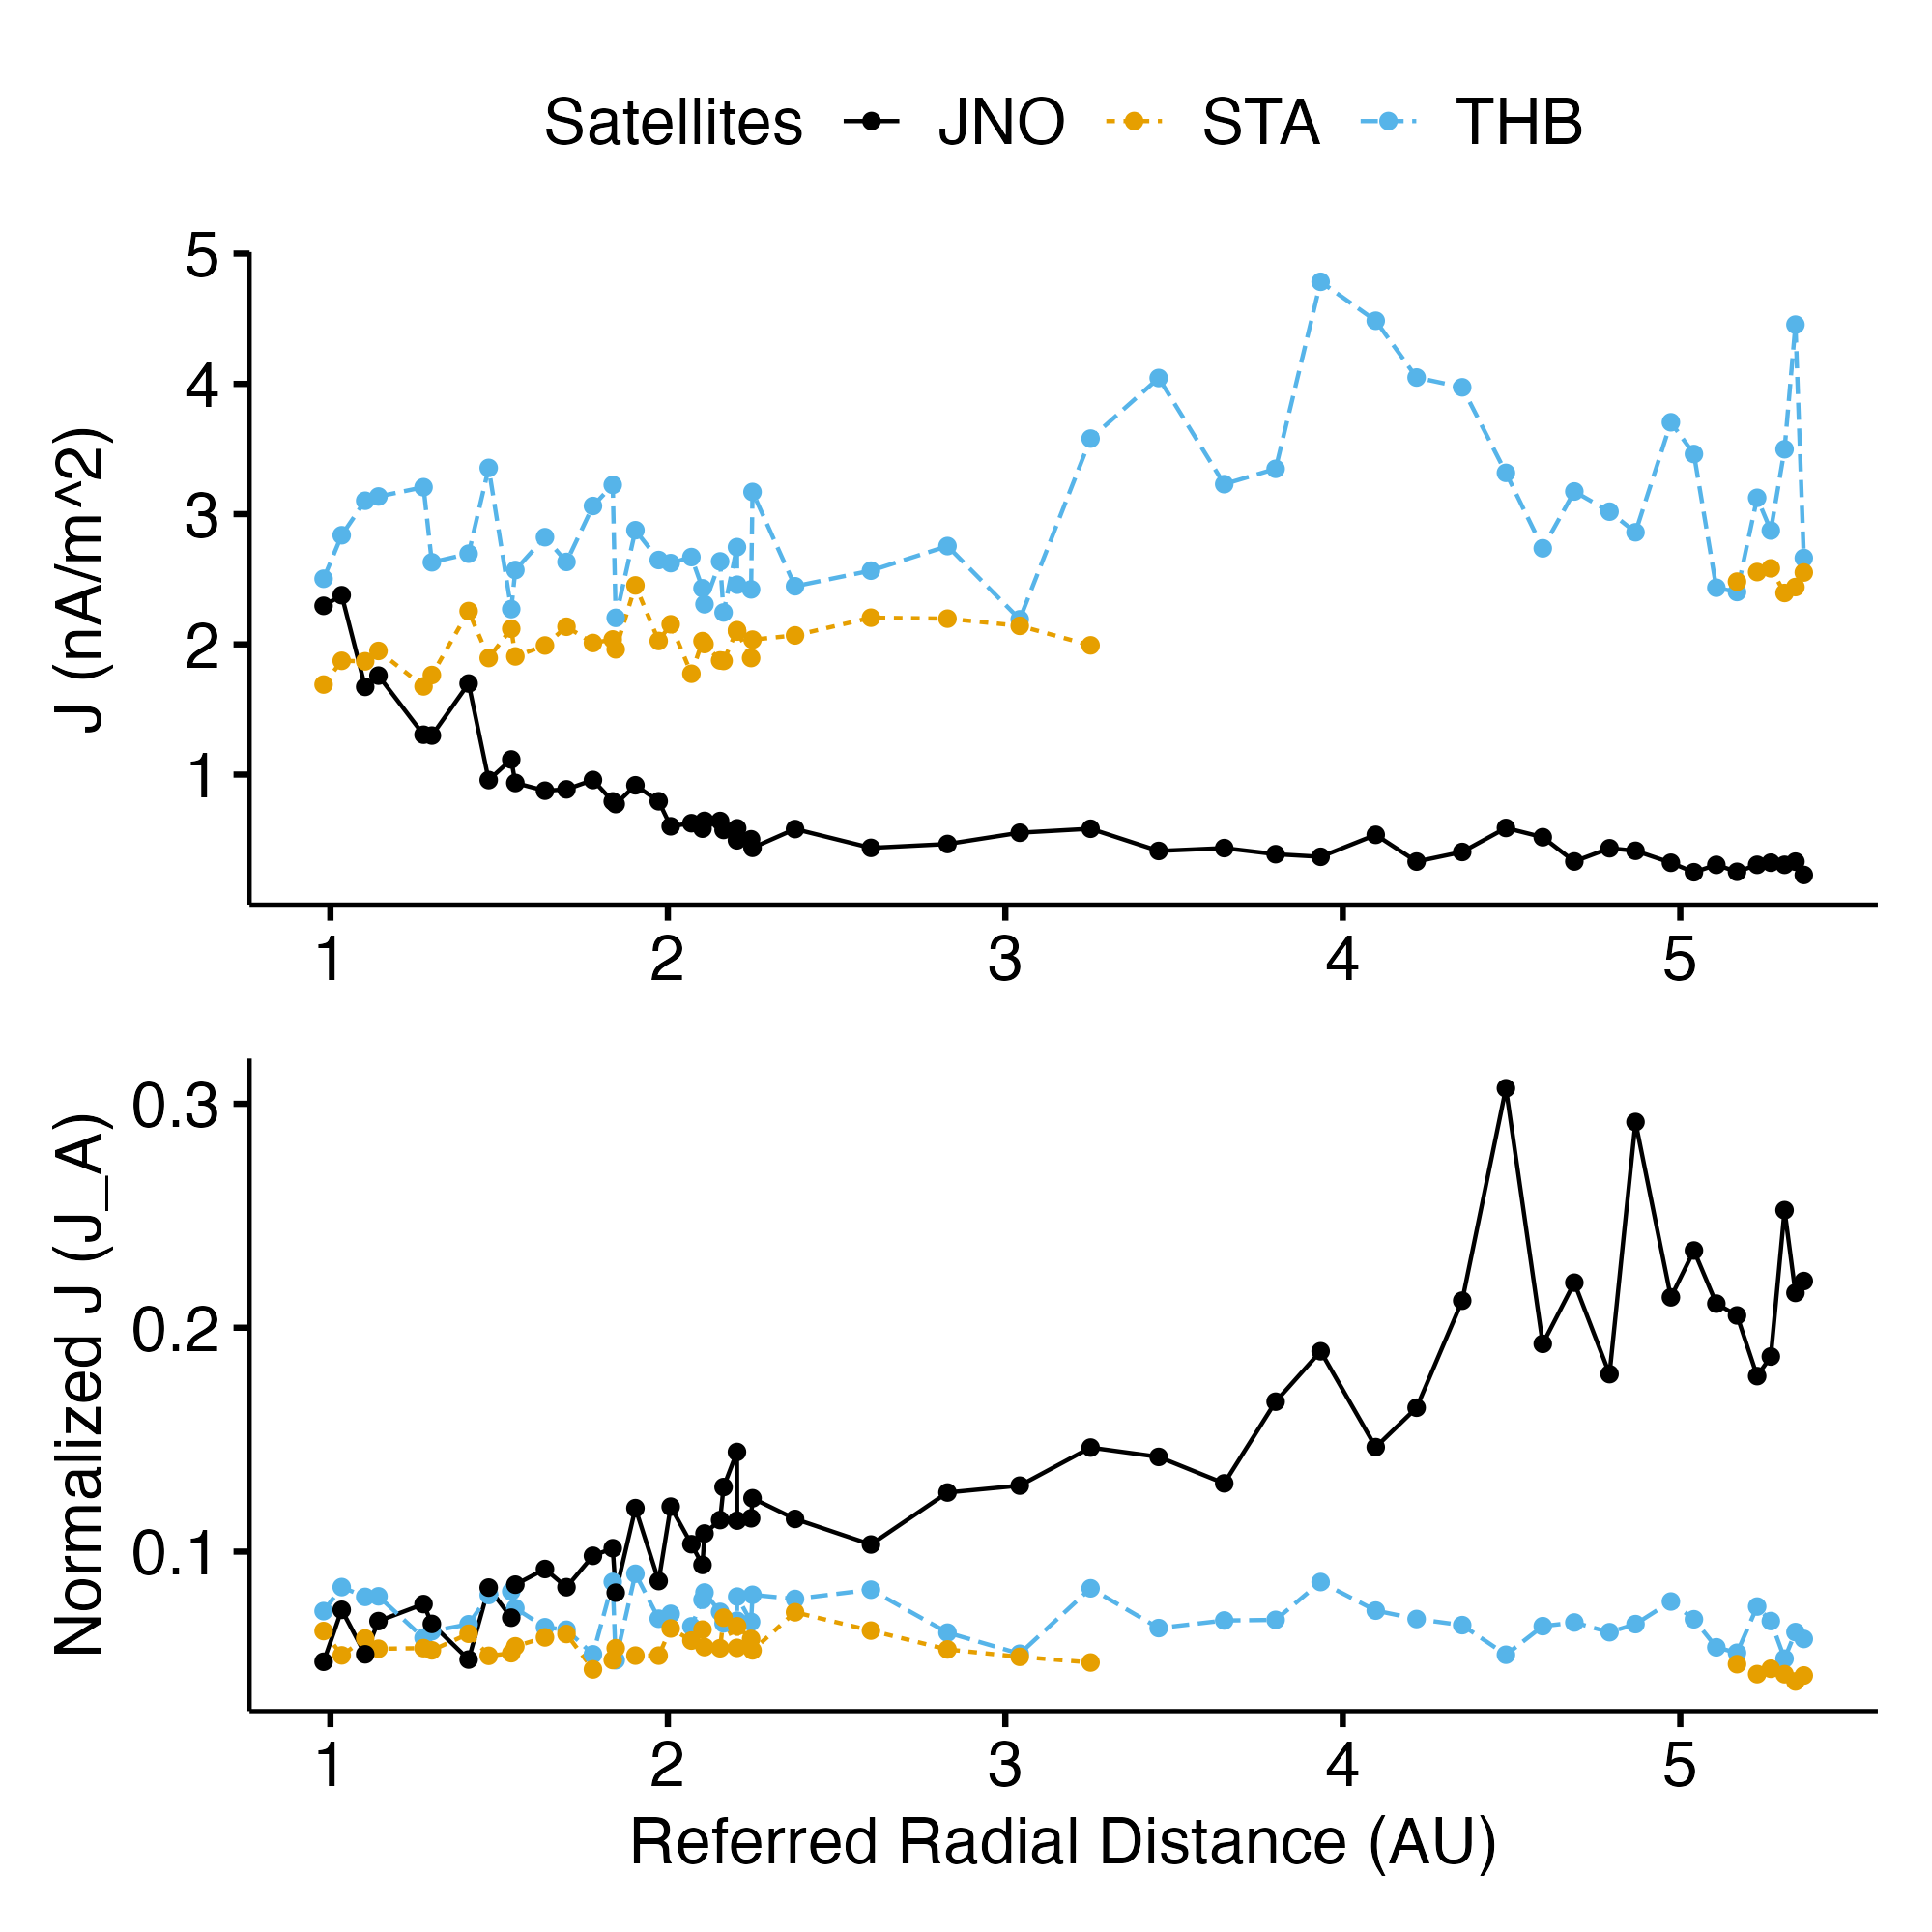 Satellites JNO STA THB
J (nA/m^2)
5
4
3
2
1
1 2 3 4 5
Normalized J (J_A)
0.3
0.2
0.1
1 2 3 4 5
Referred Radial Distance (AU)